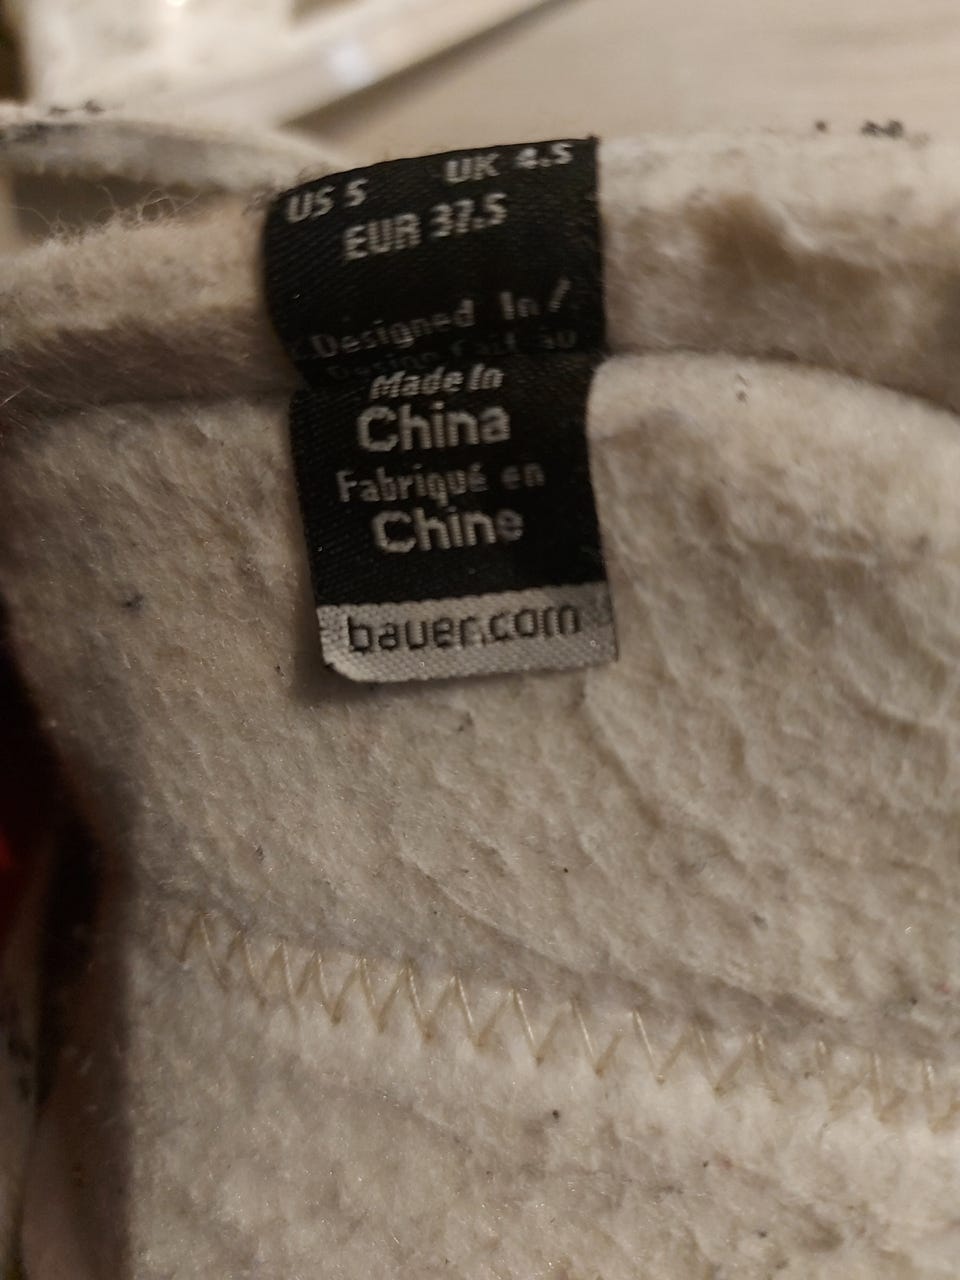 US 5 UK 4.5
EUR 37.5
Designed In /
Made In
China
Fabriqué en
Chine
bauer.com